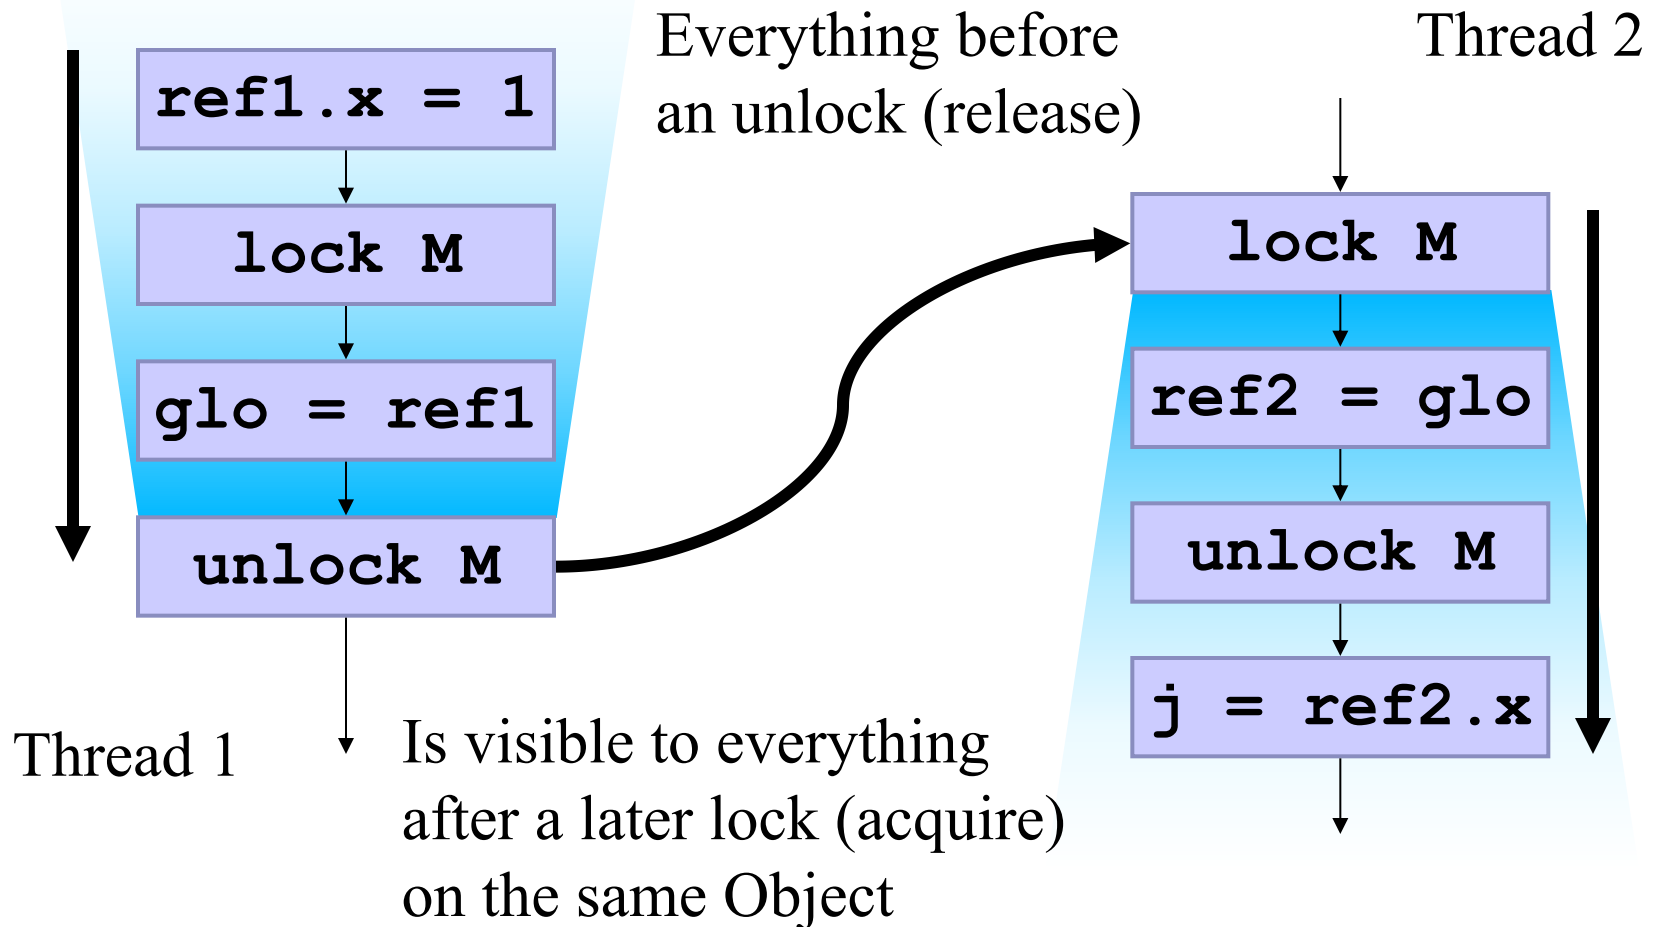 ref1.x = 1
lock M
glo = ref1
unlock M
Thread 1
Everything before
an unlock (release)
Is visible to everything
after a later lock (acquire)
on the same Object
Thread 2
lock M
ref2 = glo
unlock M
j = ref2.x